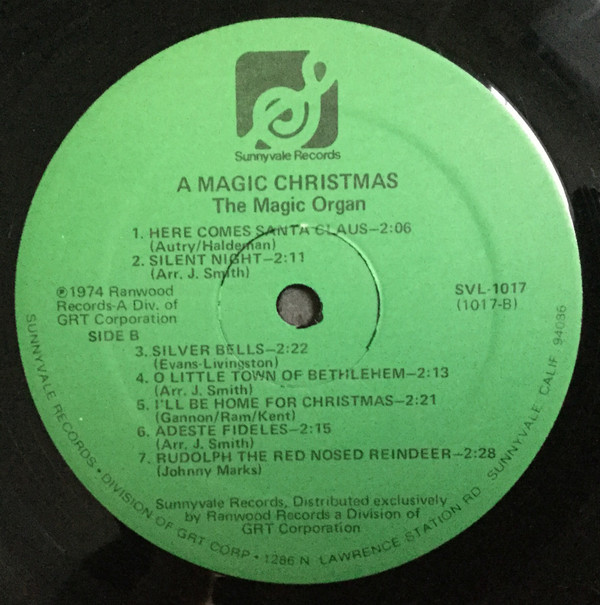 Sunnyvale Records
A MAGIC CHRISTMAS
The Magic Organ
1. HERE COMES SANTA CLAUS—2:06
(Autry/Haldeman)
2. SILENT NIGHT—2:11
(Arr. J. Smith)
℗1974 Ranwood
Records-A Div. of
GRT Corporation
SIDE B
SVL-1017
(1017-B)
3. SILVER BELLS—2:22
(Evans-Livingston)
4. O LITTLE TOWN OF BETHLEHEM—2:13
(Arr. J. Smith)
5. I'LL BE HOME FOR CHRISTMAS—2:21
(Gannon/Ram/Kent)
6. ADESTE FIDELES—2:15
(Arr. J. Smith)
7. RUDOLPH THE RED NOSED REINDEER—2:28
(Johnny Marks)
Sunnyvale Records, Distributed exclusively
by Ranwood Records a Division of
GRT Corporation
SUNNYVALE RECORDS • DIVISION OF GRT CORP • 1286 N LAWRENCE STATION RD SUNNYVALE, CALIF 94086